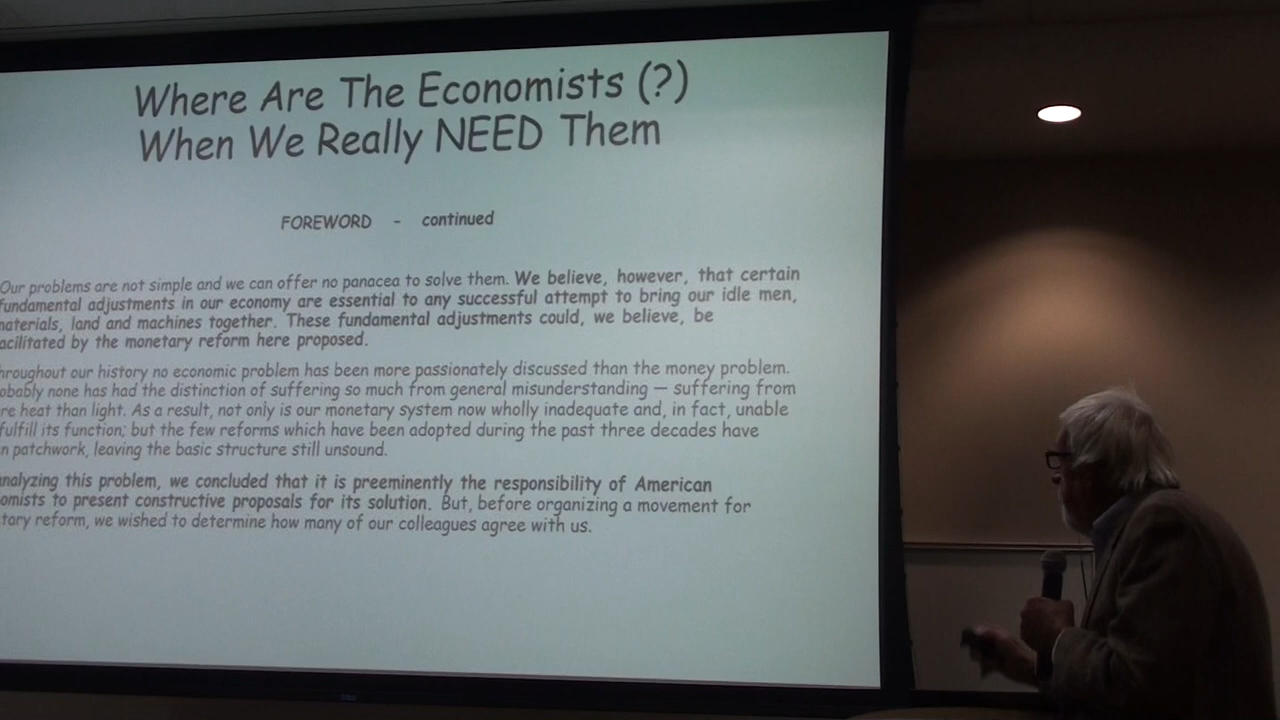 Where Are The Economists (?)
When We Really NEED Them
FOREWORD - continued
Our problems are not simple and we can offer no panacea to solve them. We believe, however, that certain
fundamental adjustments in our economy are essential to any successful attempt to bring our idle men,
materials, land and machines together. These fundamental adjustments could, we believe, be
acilitated by the monetary reform here proposed.
hroughout our history no economic problem has been more passionately discussed than the money problem.
obably none has had the distinction of suffering so much from general misunderstanding — suffering from
re heat than light. As a result, not only is our monetary system now wholly inadequate and, in fact, unable
fulfill its function; but the few reforms which have been adopted during the past three decades have
n patchwork, leaving the basic structure still unsound.
nalyzing this problem, we concluded that it is preeminently the responsibility of American
omists to present constructive proposals for its solution. But, before organizing a movement for
tary reform, we wished to determine how many of our colleagues agree with us.